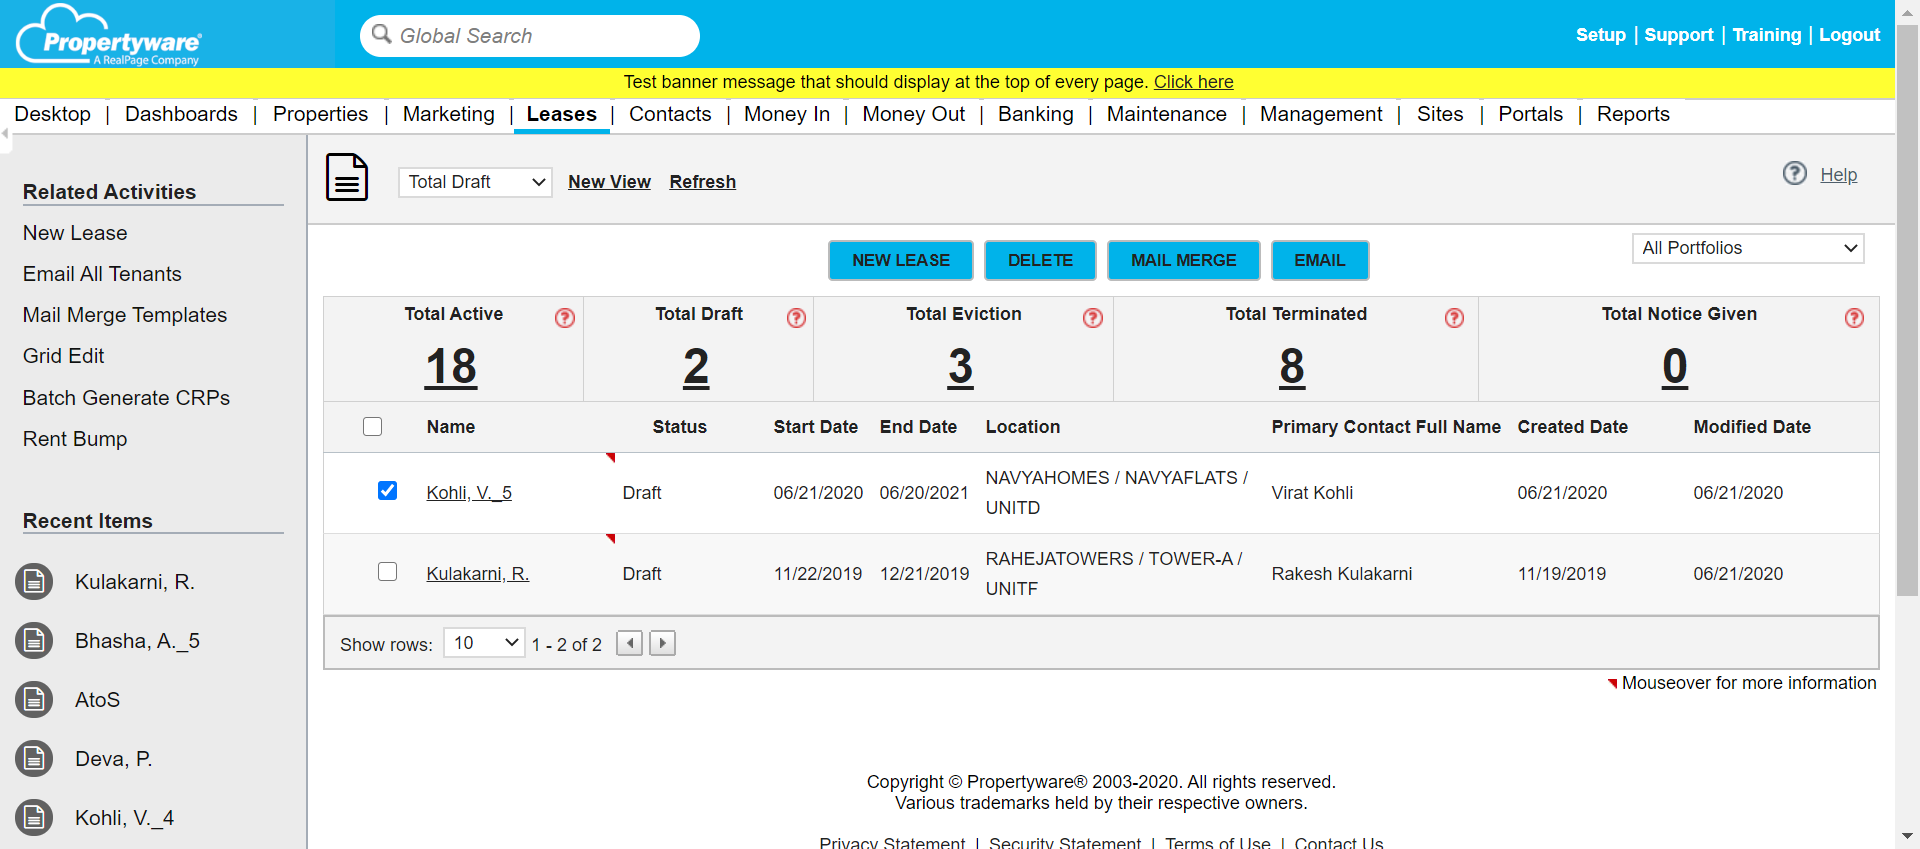 Propertyware
A RealPage Company
Global Search
Setup | Support | Training | Logout
Test banner message that should display at the top of every page. Click here
Desktop | Dashboards | Properties | Marketing | Leases | Contacts | Money In | Money Out | Banking | Maintenance | Management | Sites | Portals | Reports
Related Activities
New Lease
Email All Tenants
Mail Merge Templates
Grid Edit
Batch Generate CRPs
Rent Bump
Recent Items
Kulakarni, R.
Bhasha, A._5
AtoS
Deva, P.
Kohli, V._4
Total Draft New View Refresh
? Help
NEW LEASE DELETE MAIL MERGE EMAIL
All Portfolios
Total Active ? Total Draft ? Total Eviction ? Total Terminated ? Total Notice Given ?
18 2 3 8 0
Name Status Start Date End Date Location Primary Contact Full Name Created Date Modified Date
Kohli, V._5 Draft 06/21/2020 06/20/2021 NAVYAHOMES / NAVYAFLATS / Virat Kohli 06/21/2020 06/21/2020
UNITD
Kulakarni, R. Draft 11/22/2019 12/21/2019 RAHEJATOWERS / TOWER-A / Rakesh Kulakarni 11/19/2019 06/21/2020
UNITF
Show rows: 10 1 - 2 of 2
Mouseover for more information
Copyright © Propertyware® 2003-2020. All rights reserved.
Various trademarks held by their respective owners.
Privacy Statement | Security Statement | Terms of Use | Contact Us